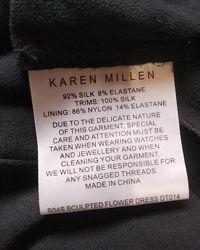 KAREN MILLEN
92% SILK 8% ELASTANE
TRIMS: 100% SILK
LINING: 86% NYLON 14% ELASTANE
DUE TO THE DELICATE NATURE
OF THIS GARMENT, SPECIAL
CARE AND ATTENTION MUST BE
TAKEN WHEN WEARING WATCHES
AND JEWELLERY AND WHEN
CLEANING YOUR GARMENT.
WE WILL NOT BE RESPONSIBLE FOR
ANY SNAGGED THREADS.
MADE IN CHINA
SCULPTED FLOWER DRESS DT014